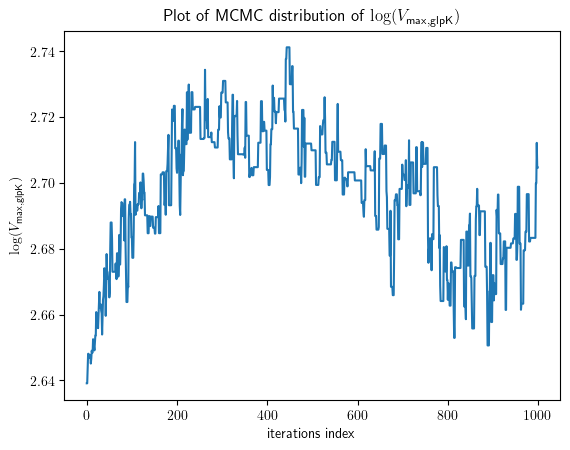 Plot of MCMC distribution of log(V_max,glpK)
log(V_max,glpK)
2.74
2.72
2.70
2.68
2.66
2.64
0 200 400 600 800 1000
iterations index